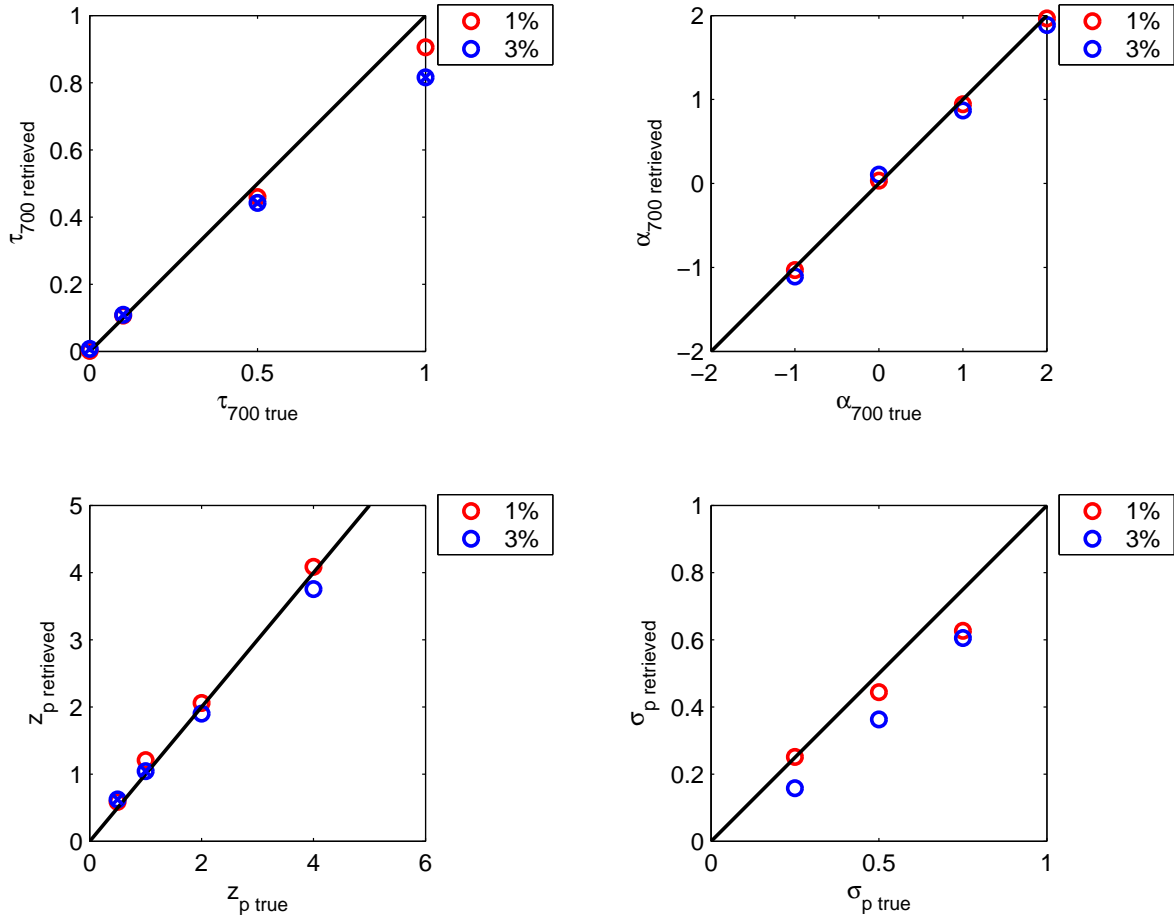 1
0.8
0.6
0.4
0.2
0
0 0.5 1
τ700 retrieved
τ700 true
1%
3%
2
1
0
−1
−2
−2 −1 0 1 2
α700 retrieved
α700 true
1%
3%
5
4
3
2
1
0
0 2 4 6
zp retrieved
zp true
1%
3%
1
0.8
0.6
0.4
0.2
0
0 0.5 1
σp retrieved
σp true
1%
3%